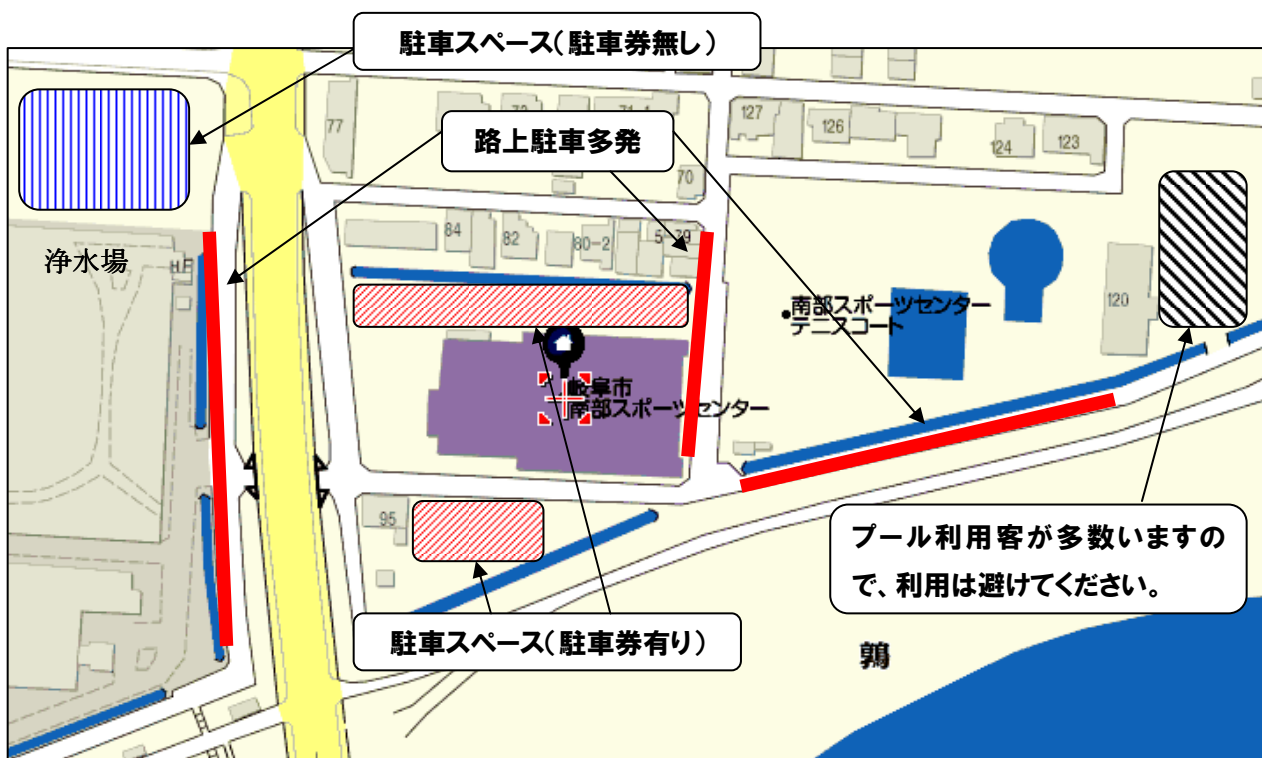 駐車スペース(駐車券無し)
路上駐車多発
77
127
126
124
123
70
浄水場
84
82
80-2
120
南部スポーツセンター
テニスコート
岐阜市
南部スポーツセンター
95
プール利用客が多数いますの
で、利用は避けてください。
駐車スペース(駐車券有り)
鶉